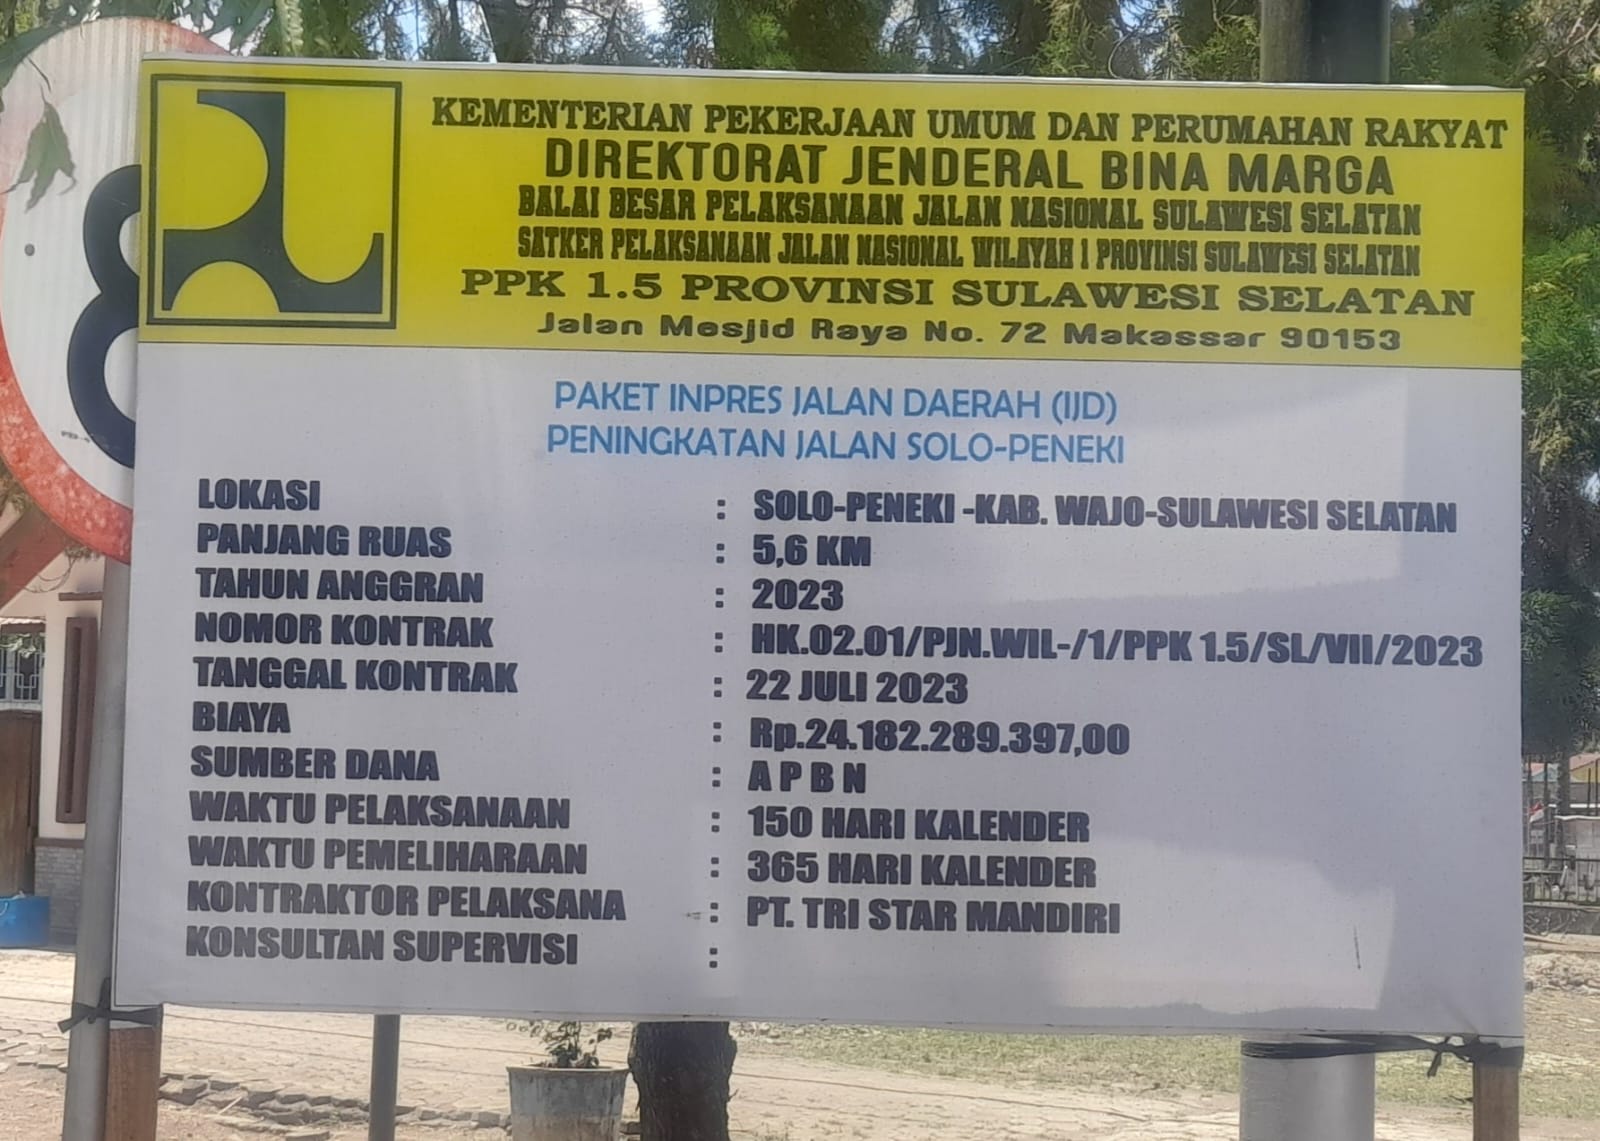 KEMENTERIAN PEKERJAAN UMUM DAN PERUMAHAN RAKYAT
DIREKTORAT JENDERAL BINA MARGA
BALAI BESAR PELAKSANAAN JALAN NASIONAL SULAWESI SELATAN
SATKER PELAKSANAAN JALAN NASIONAL WILAYAH 1 PROVINSI SULAWESI SELATAN
PPK 1.5 PROVINSI SULAWESI SELATAN
Jalan Mesjid Raya No. 72 Makassar 90153
8
PAKET INPRES JALAN DAERAH (IJD)
PENINGKATAN JALAN SOLO-PENEKI
LOKASI : SOLO-PENEKI -KAB. WAJO-SULAWESI SELATAN
PANJANG RUAS : 5,6 KM
TAHUN ANGGRAN : 2023
NOMOR KONTRAK : HK.02.01/PJN.WIL-/1/PPK 1.5/SL/VII/2023
TANGGAL KONTRAK : 22 JULI 2023
BIAYA : Rp.24.182.289.397,00
SUMBER DANA : A P B N
WAKTU PELAKSANAAN : 150 HARI KALENDER
WAKTU PEMELIHARAAN : 365 HARI KALENDER
KONTRAKTOR PELAKSANA : PT. TRI STAR MANDIRI
KONSULTAN SUPERVISI :